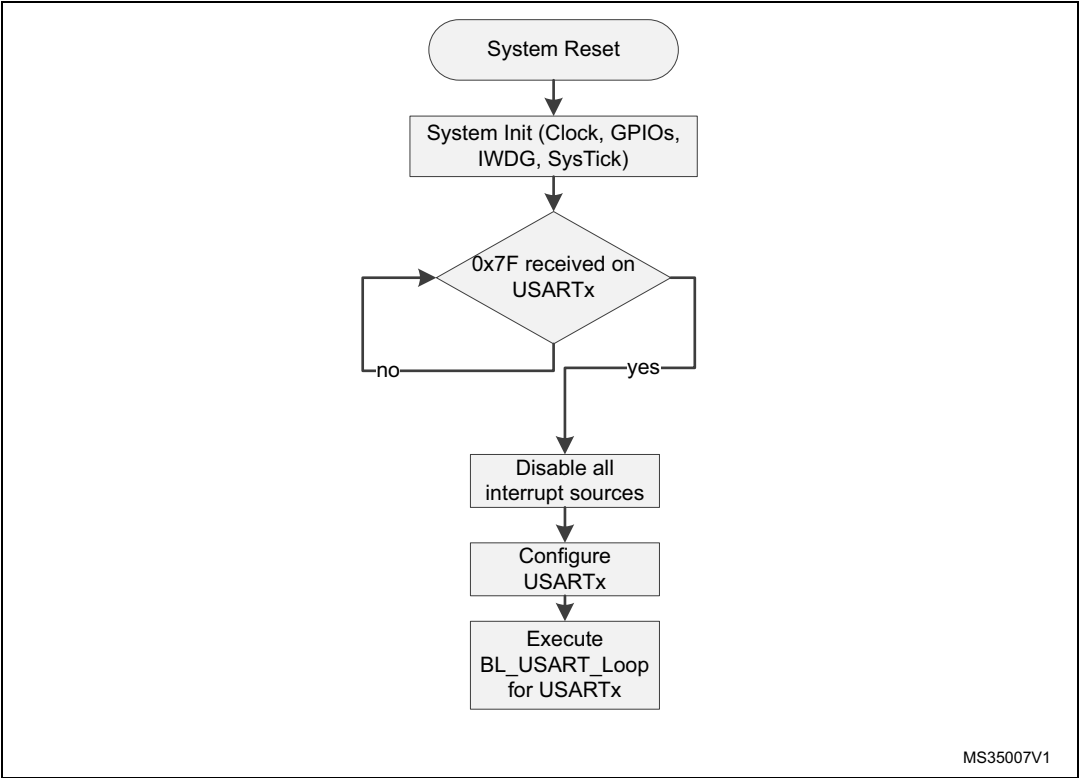 System Reset
System Init (Clock, GPIOs,
IWDG, SysTick)
0x7F received on
USARTx
no
yes
Disable all
interrupt sources
Configure
USARTx
Execute
BL_USART_Loop
for USARTx
MS35007V1